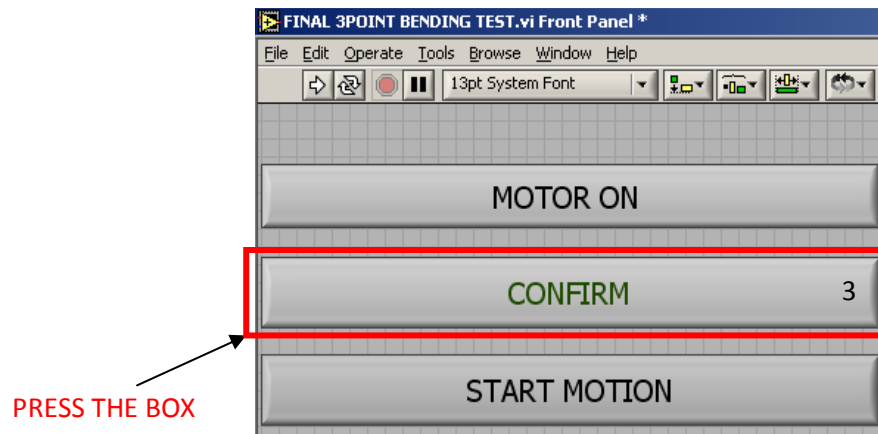 FINAL 3POINT BENDING TEST.vi Front Panel *
File Edit Operate Tools Browse Window Help
13pt System Font
MOTOR ON
CONFIRM 3
START MOTION
PRESS THE BOX